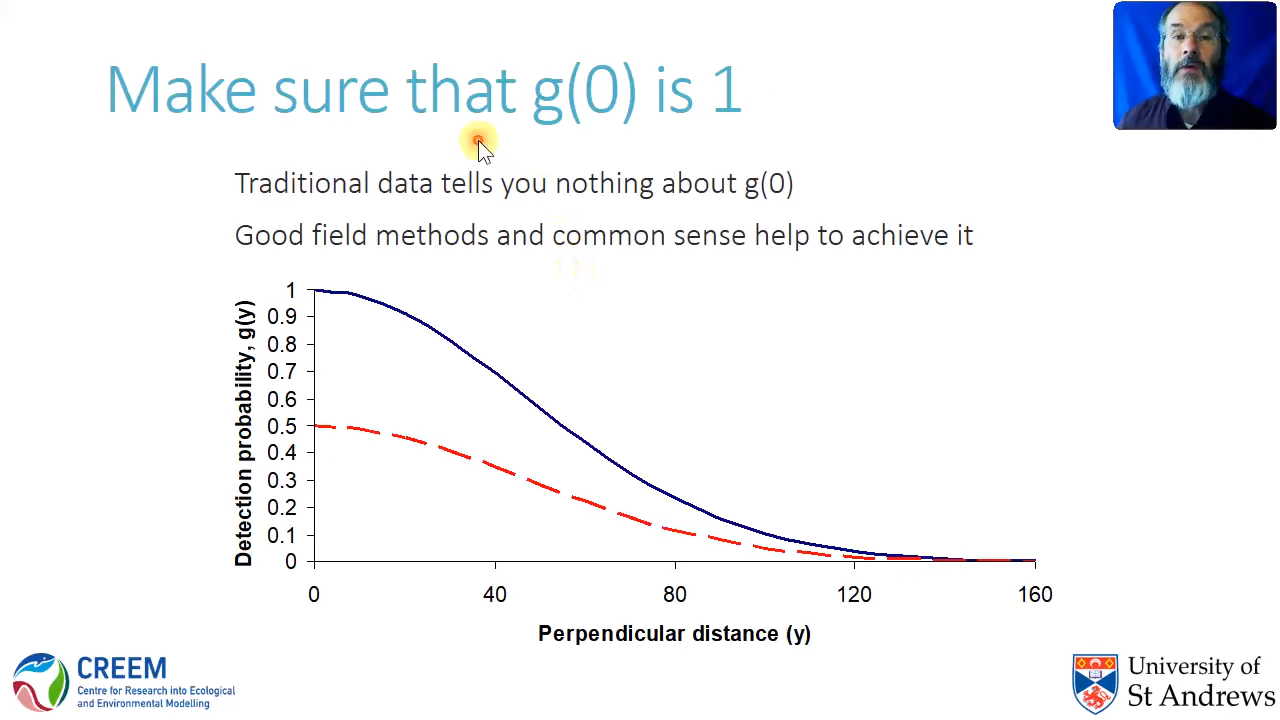 Make sure that g(0) is 1
Traditional data tells you nothing about g(0)
Good field methods and common sense help to achieve it
Detection probability, g(y)
1
0.9
0.8
0.7
0.6
0.5
0.4
0.3
0.2
0.1
0
0 40 80 120 160
Perpendicular distance (y)
CREEM
Centre for Research into Ecological
and Environmental Modelling
University of
St Andrews